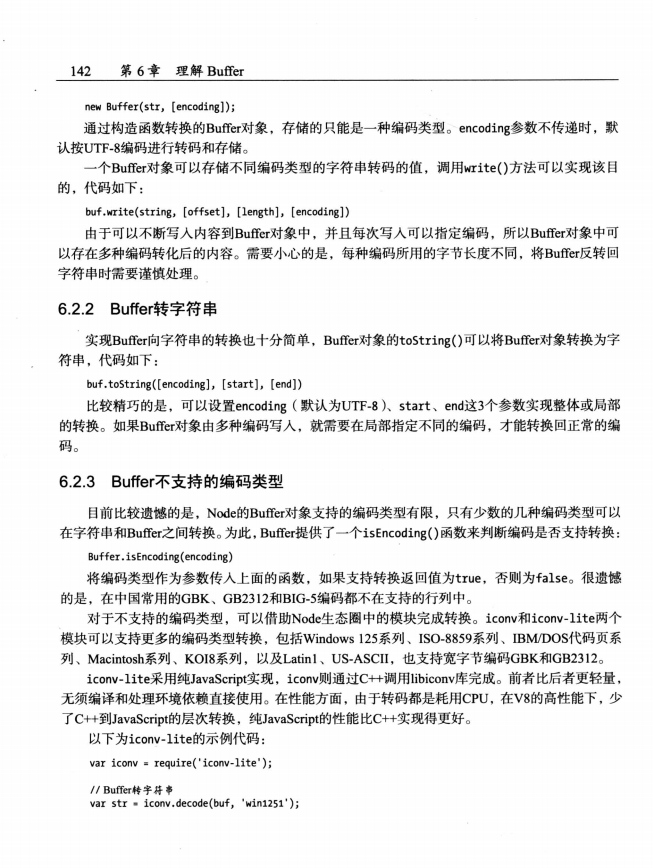 142 第 6 章 理解 Buffer
new Buffer(str, [encoding]);
通过构造函数转换的Buffer对象，存储的只能是一种编码类型。encoding参数不传递时，默
认按UTF-8编码进行转码和存储。
一个Buffer对象可以存储不同编码类型的字符串转码的值，调用write()方法可以实现该目
的，代码如下：
buf.write(string, [offset], [length], [encoding])
由于可以不断写入内容到Buffer对象中，并且每次写入可以指定编码，所以Buffer对象中可
以存在多种编码转化后的内容。需要小心的是，每种编码所用的字节长度不同，将Buffer反转回
字符串时需要谨慎处理。
6.2.2 Buffer转字符串
实现Buffer向字符串的转换也十分简单，Buffer对象的toString()可以将Buffer对象转换为字
符串，代码如下：
buf.toString([encoding], [start], [end])
比较精巧的是，可以设置encoding（默认为UTF-8）、start、end这3个参数实现整体或局部
的转换。如果Buffer对象由多种编码写入，就需要在局部指定不同的编码，才能转换回正常的编
码。
6.2.3 Buffer不支持的编码类型
目前比较遗憾的是，Node的Buffer对象支持的编码类型有限，只有少数的几种编码类型可以
在字符串和Buffer之间转换。为此，Buffer提供了一个isEncoding()函数来判断编码是否支持转换：
Buffer.isEncoding(encoding)
将编码类型作为参数传入上面的函数，如果支持转换返回值为true，否则为false。很遗憾
的是，在中国常用的GBK、GB2312和BIG-5编码都不在支持的行列中。
对于不支持的编码类型，可以借助Node生态圈中的模块完成转换。iconv和iconv-lite两个
模块可以支持更多的编码类型转换，包括Windows 125系列、ISO-8859系列、IBM/DOS代码页系
列、Macintosh系列、KOI8系列，以及Latin1、US-ASCII，也支持宽字节编码GBK和GB2312。
iconv-lite采用纯JavaScript实现，iconv则通过C++调用libiconv库完成。前者比后者更轻量，
无须编译和处理环境依赖直接使用。在性能方面，由于转码都是耗用CPU，在V8的高性能下，少
了C++到JavaScript的层次转换，纯JavaScript的性能比C++实现得更好。
以下为iconv-lite的示例代码：
var iconv = require('iconv-lite');
// Buffer转字符串
var str = iconv.decode(buf, 'win1251');